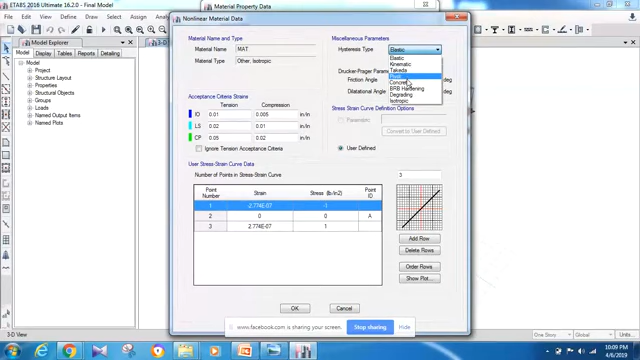 ETABS 2016 Ultimate 16.2.0 - Final Model
Material Property Data
File Edit View Define
Nonlinear Material Data
Model Explorer
3-D
Model Display Tables Reports
Model
Project
Structure Layout
Properties
Structural Objects
Groups
Loads
Named Output Items
Named Plots
Material Name and Type
Material Name MAT
Material Type Other, Isotropic
Miscellaneous Parameters
Hysteresis Type Elastic
Elastic
Kinematic
Takeda
Pivot
Concrete
BRB Hardening
Degrading
Isotropic
Drucker-Prager Parame
Friction Angle deg
Dilatational Angle deg
Acceptance Criteria Strains
Tension Compression
IO 0.01 0.005 in/in
LS 0.02 0.01 in/in
CP 0.05 0.02 in/in
Ignore Tension Acceptance Criteria
Stress Strain Curve Definition Options
Parametric
Convert to User Defined
User Defined
User Stress-Strain Curve Data
Number of Points in Stress-Strain Curve 3
Point Number Strain Stress (lb/in2) Point ID
1 -2.774E-07 -1
2 0 0 A
3 2.774E-07 1
Add Row
Delete Rows
Order Rows
Show Plot...
OK Cancel
www.facebook.com is sharing your screen. Stop sharing Hide
3-D View
One Story Global Units...
10:09 PM
4/6/2019